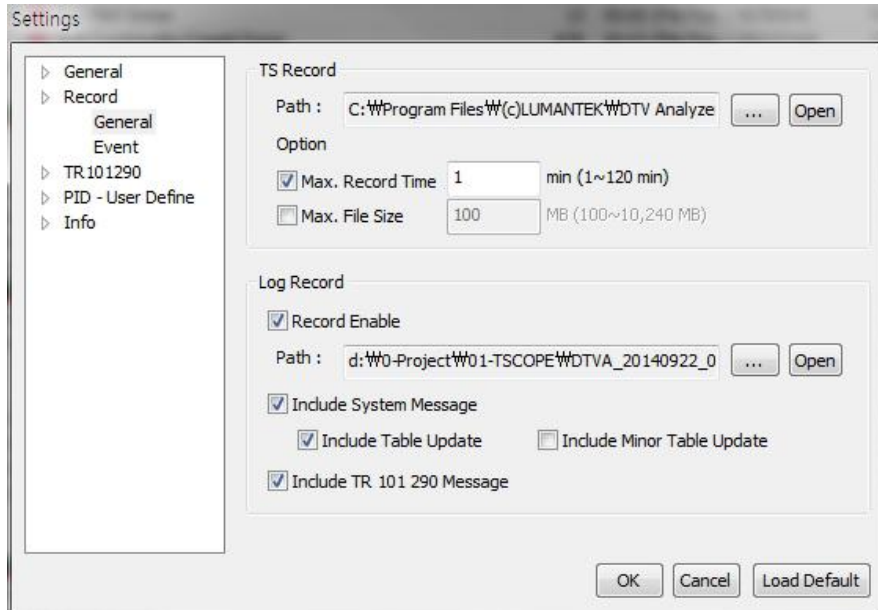 Settings
General
Record
General
Event
TR101290
PID - User Define
Info
TS Record
Path : C:₩Program Files₩(c)LUMANTEK₩DTV Analyze ... Open
Option
Max. Record Time 1 min (1~120 min)
Max. File Size 100 MB (100~10,240 MB)
Log Record
Record Enable
Path : d:₩0-Project₩01-TSCOPE₩DTVA_20140922_0 ... Open
Include System Message
Include Table Update Include Minor Table Update
Include TR 101 290 Message
OK Cancel Load Default